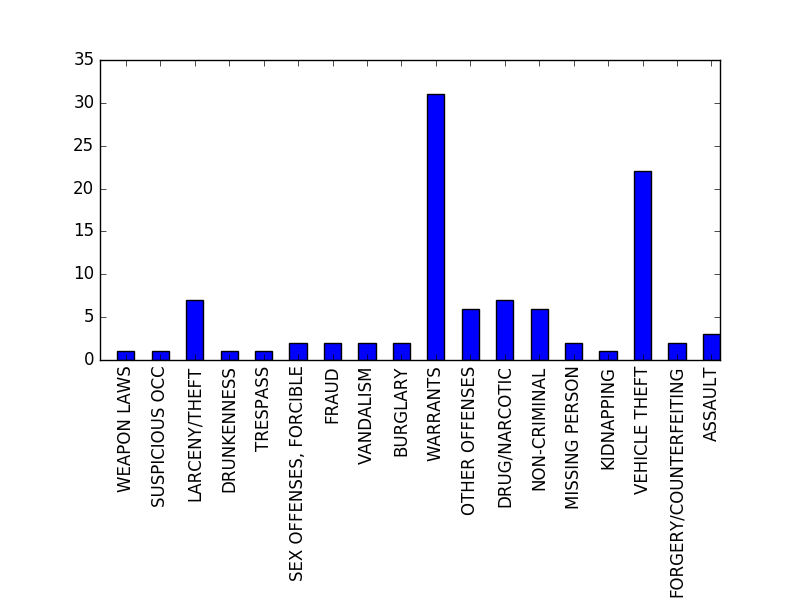 35
30
25
20
15
10
5
0
WEAPON LAWS
SUSPICIOUS OCC
LARCENY/THEFT
DRUNKENNESS
TRESPASS
SEX OFFENSES, FORCIBLE
FRAUD
VANDALISM
BURGLARY
WARRANTS
OTHER OFFENSES
DRUG/NARCOTIC
NON-CRIMINAL
MISSING PERSON
KIDNAPPING
VEHICLE THEFT
FORGERY/COUNTERFEITING
ASSAULT